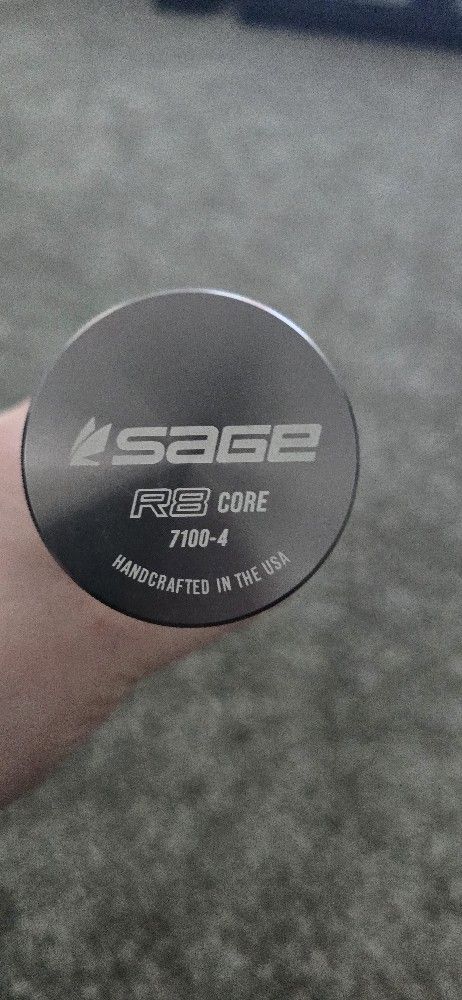 SAGE
R8 CORE
7100-4
HANDCRAFTED IN THE USA